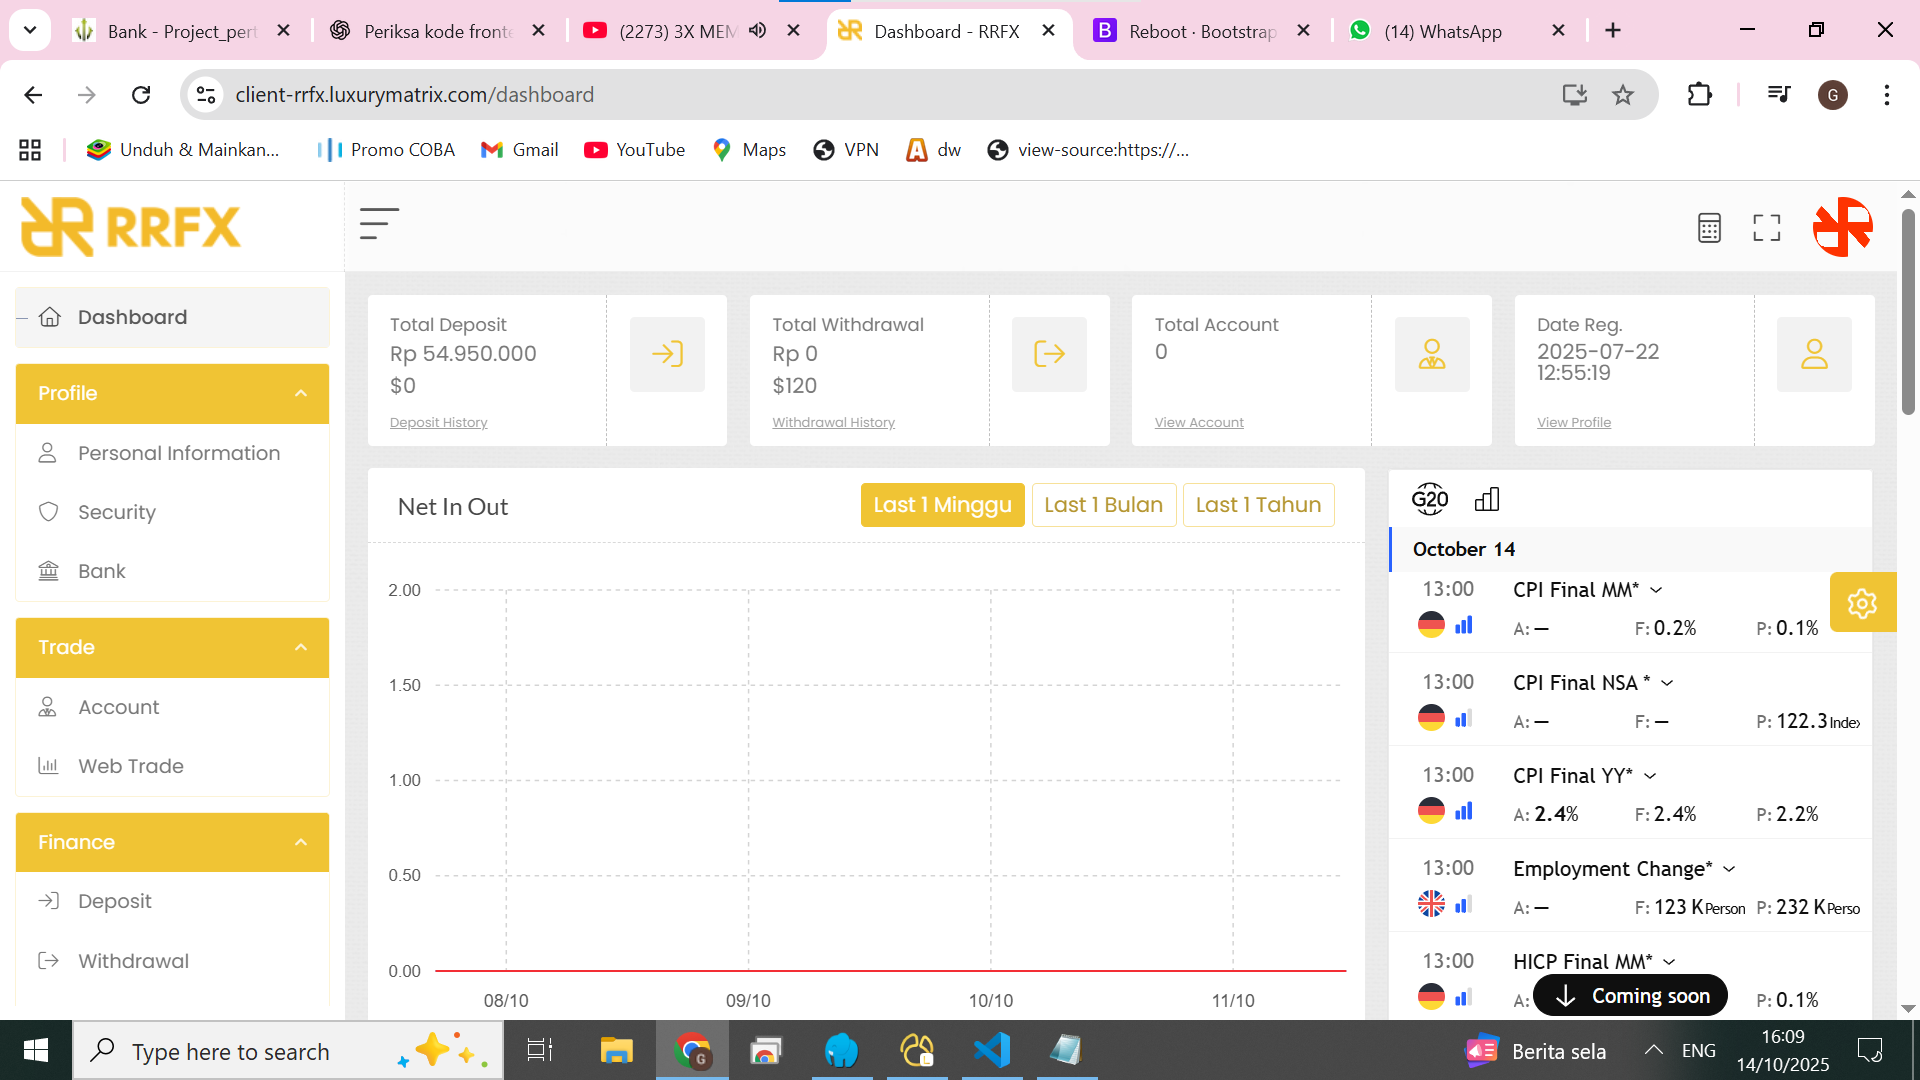 Bank - Project_pert
Periksa kode fronte
(2273) 3X MEM
Dashboard - RRFX
Reboot · Bootstrap
(14) WhatsApp
client-rrfx.luxurymatrix.com/dashboard
G
Unduh & Mainkan...
Promo COBA
Gmail
YouTube
Maps
VPN
dw
view-source:https://...
RRFX
Dashboard
Profile
Personal Information
Security
Bank
Trade
Account
Web Trade
Finance
Deposit
Withdrawal
Total Deposit
Rp 54.950.000
$0
Deposit History
Total Withdrawal
Rp 0
$120
Withdrawal History
Total Account
0
View Account
Date Reg.
2025-07-22
12:55:19
View Profile
Net In Out
Last 1 Minggu
Last 1 Bulan
Last 1 Tahun
2.00
1.50
1.00
0.50
0.00
08/10
09/10
10/10
11/10
G20
October 14
13:00 CPI Final MM*
A: — F: 0.2% P: 0.1%
13:00 CPI Final NSA *
A: — F: — P: 122.3 Index
13:00 CPI Final YY*
A: 2.4% F: 2.4% P: 2.2%
13:00 Employment Change*
A: — F: 123 K Person P: 232 K Perso
13:00 HICP Final MM*
A: P: 0.1%
Coming soon
Type here to search
G
Berita sela
ENG
16:09
14/10/2025